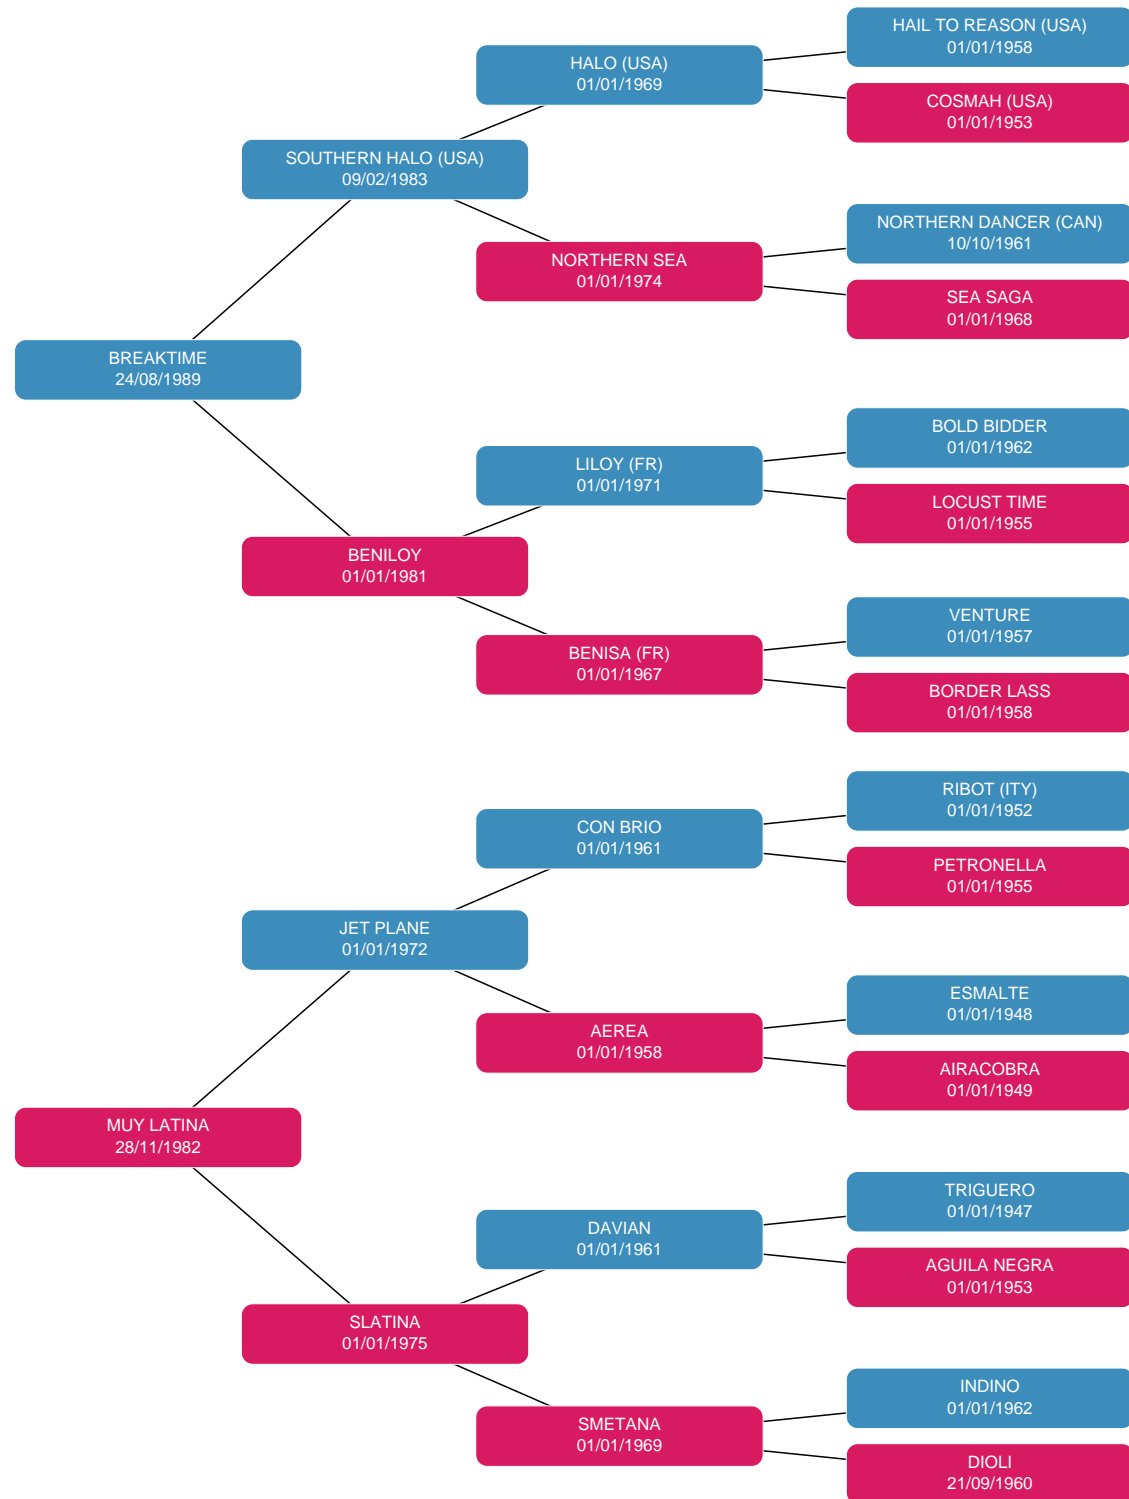 HAIL TO REASON (USA)
01/01/1958
HALO (USA)
01/01/1969
COSMAH (USA)
01/01/1953
SOUTHERN HALO (USA)
09/02/1983
NORTHERN DANCER (CAN)
10/10/1961
NORTHERN SEA
01/01/1974
SEA SAGA
01/01/1968
BREAKTIME
24/08/1989
BOLD BIDDER
01/01/1962
LILOY (FR)
01/01/1971
LOCUST TIME
01/01/1955
BENILOY
01/01/1981
VENTURE
01/01/1957
BENISA (FR)
01/01/1967
BORDER LASS
01/01/1958
RIBOT (ITY)
01/01/1952
CON BRIO
01/01/1961
PETRONELLA
01/01/1955
JET PLANE
01/01/1972
ESMALTE
01/01/1948
AEREA
01/01/1958
AIRACOBRA
01/01/1949
MUY LATINA
28/11/1982
TRIGUERO
01/01/1947
DAVIAN
01/01/1961
AGUILA NEGRA
01/01/1953
SLATINA
01/01/1975
INDINO
01/01/1962
SMETANA
01/01/1969
DIOLI
21/09/1960